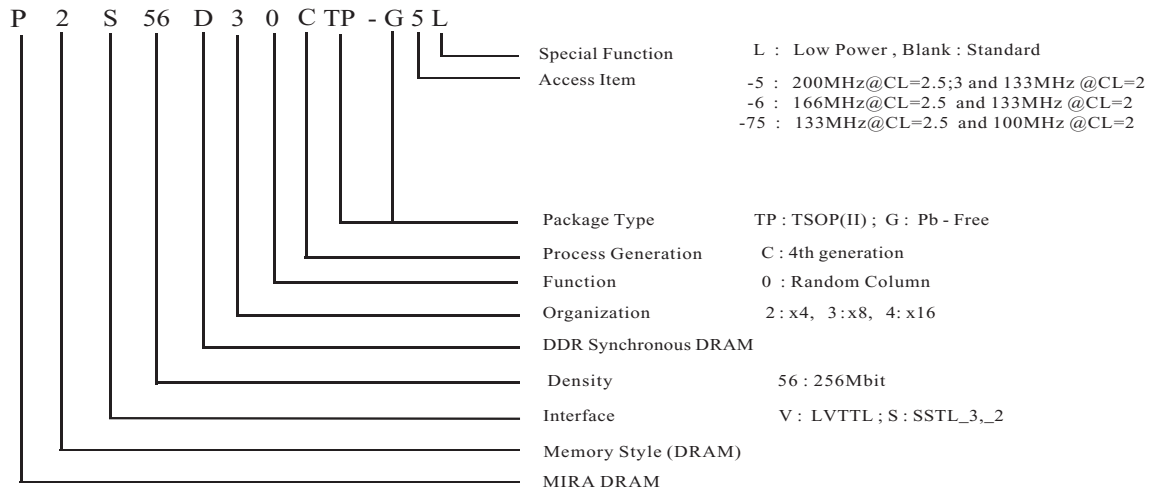 P 2 S 56 D 3 0 C TP - G 5 L
Special Function L : Low Power , Blank : Standard
Access Item -5 : 200MHz@CL=2.5;3 and 133MHz @CL=2
-6 : 166MHz@CL=2.5 and 133MHz @CL=2
-75 : 133MHz@CL=2.5 and 100MHz @CL=2
Package Type TP : TSOP(II) ; G : Pb - Free
Process Generation C : 4th generation
Function 0 : Random Column
Organization 2 : x4, 3 :x8, 4: x16
DDR Synchronous DRAM
Density 56 : 256Mbit
Interface V : LVTTL ; S : SSTL_3,_2
Memory Style (DRAM)
MIRA DRAM